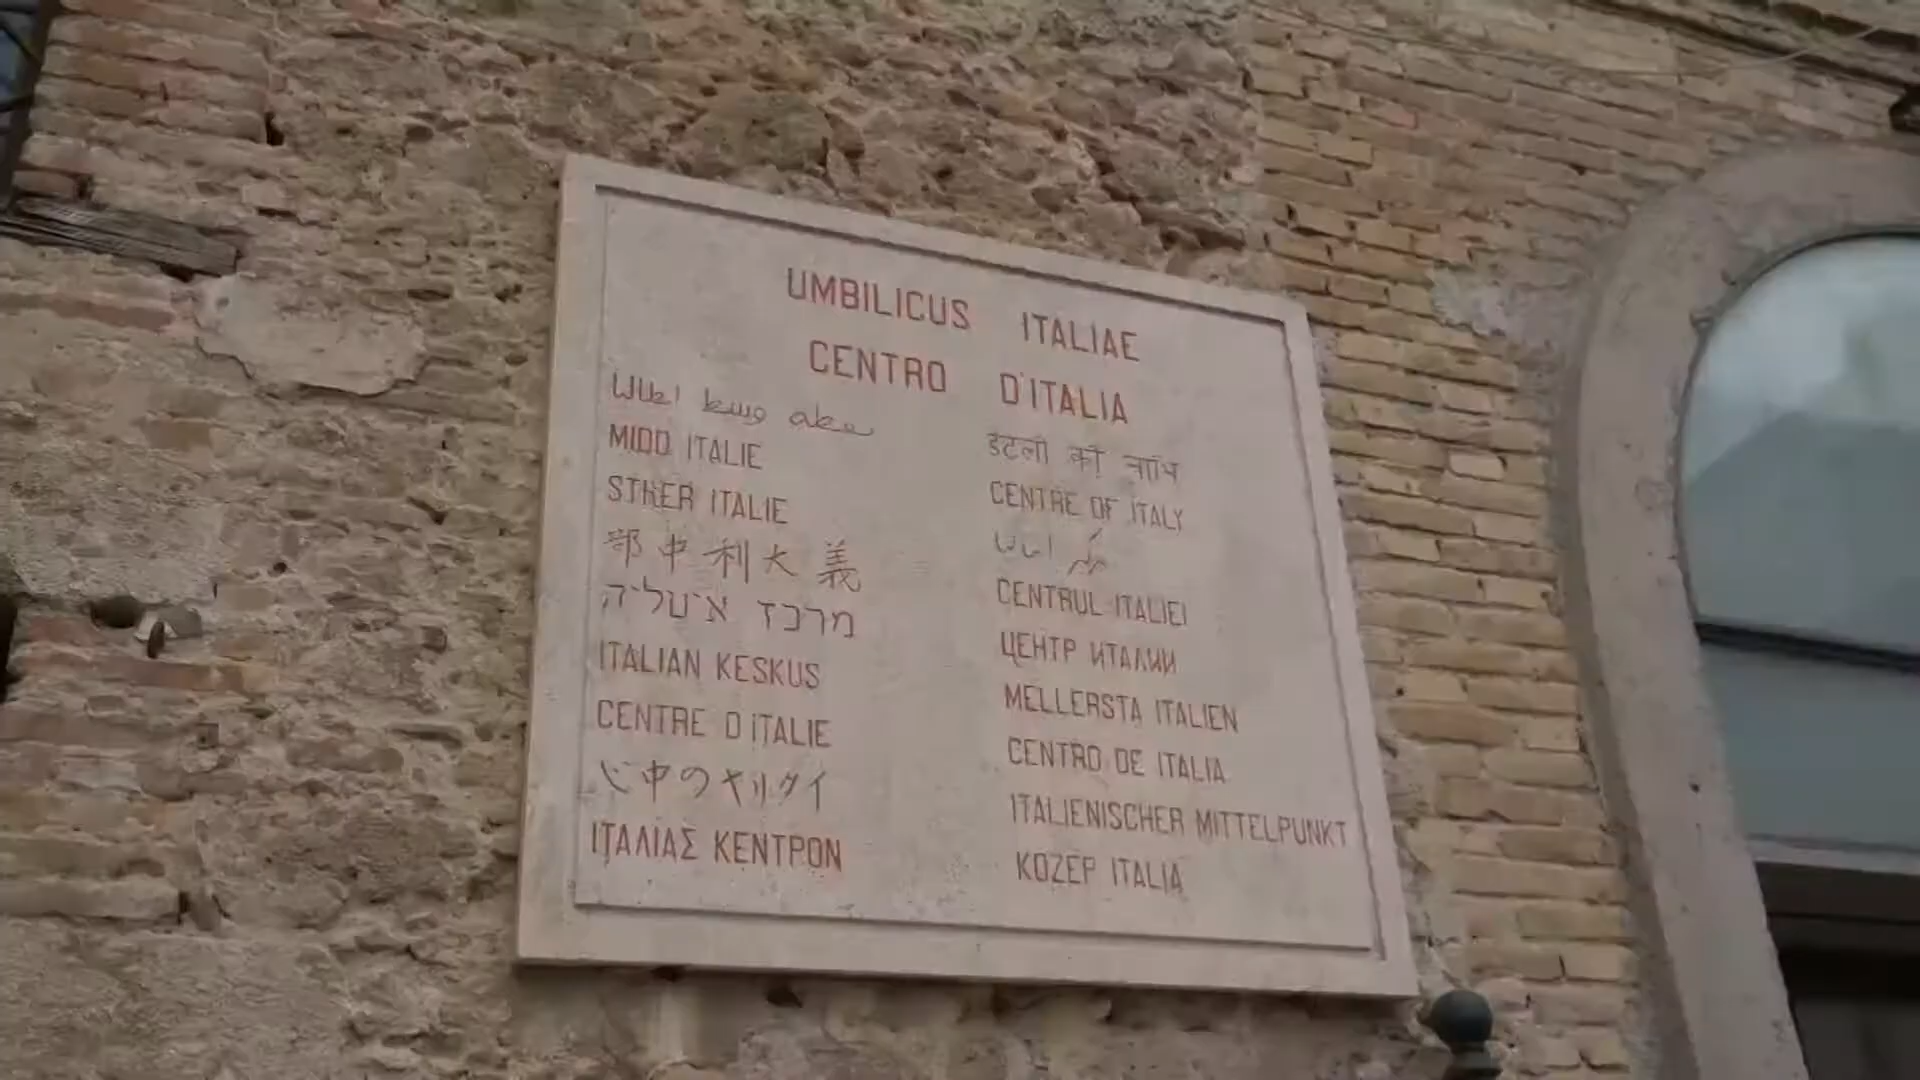 UMBILICUS ITALIAE
CENTRO D'ITALIA
MIDD ITALIE
STRER ITALIE
部中利大義
מרכז איטליה
ITALIAN KESKUS
CENTRE D'ITALIE
心中のヤリタイ
ΙΤΑΛΙΑΣ ΚΕΝΤΡΟΝ
इटली की नाभि
CENTRE OF ITALY
CENTRUL ITALIEI
ЦЕНТР ИТАЛИИ
MELLERSTA ITALIEN
CENTRO DE ITALIA
ITALIENISCHER MITTELPUNKT
KOZEP ITALIA